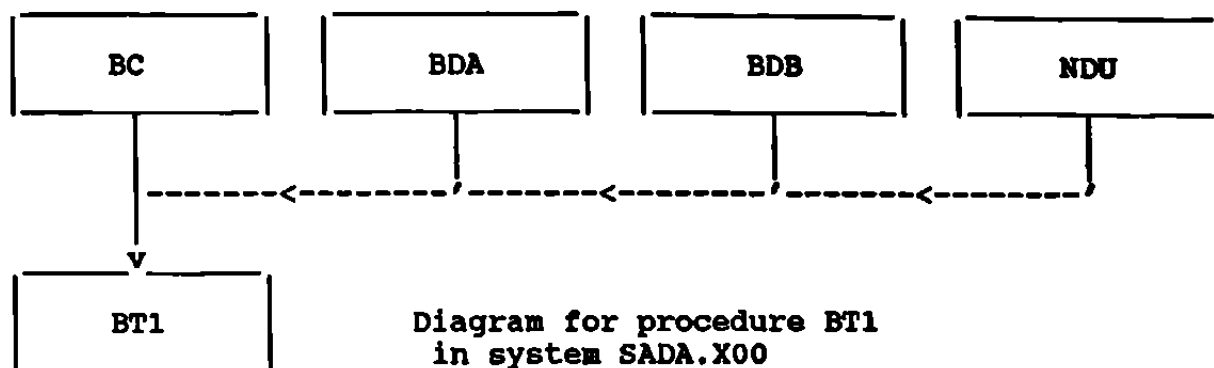 BC BDA BDB NDU
BT1
Diagram for procedure BT1
in system SADA.X00